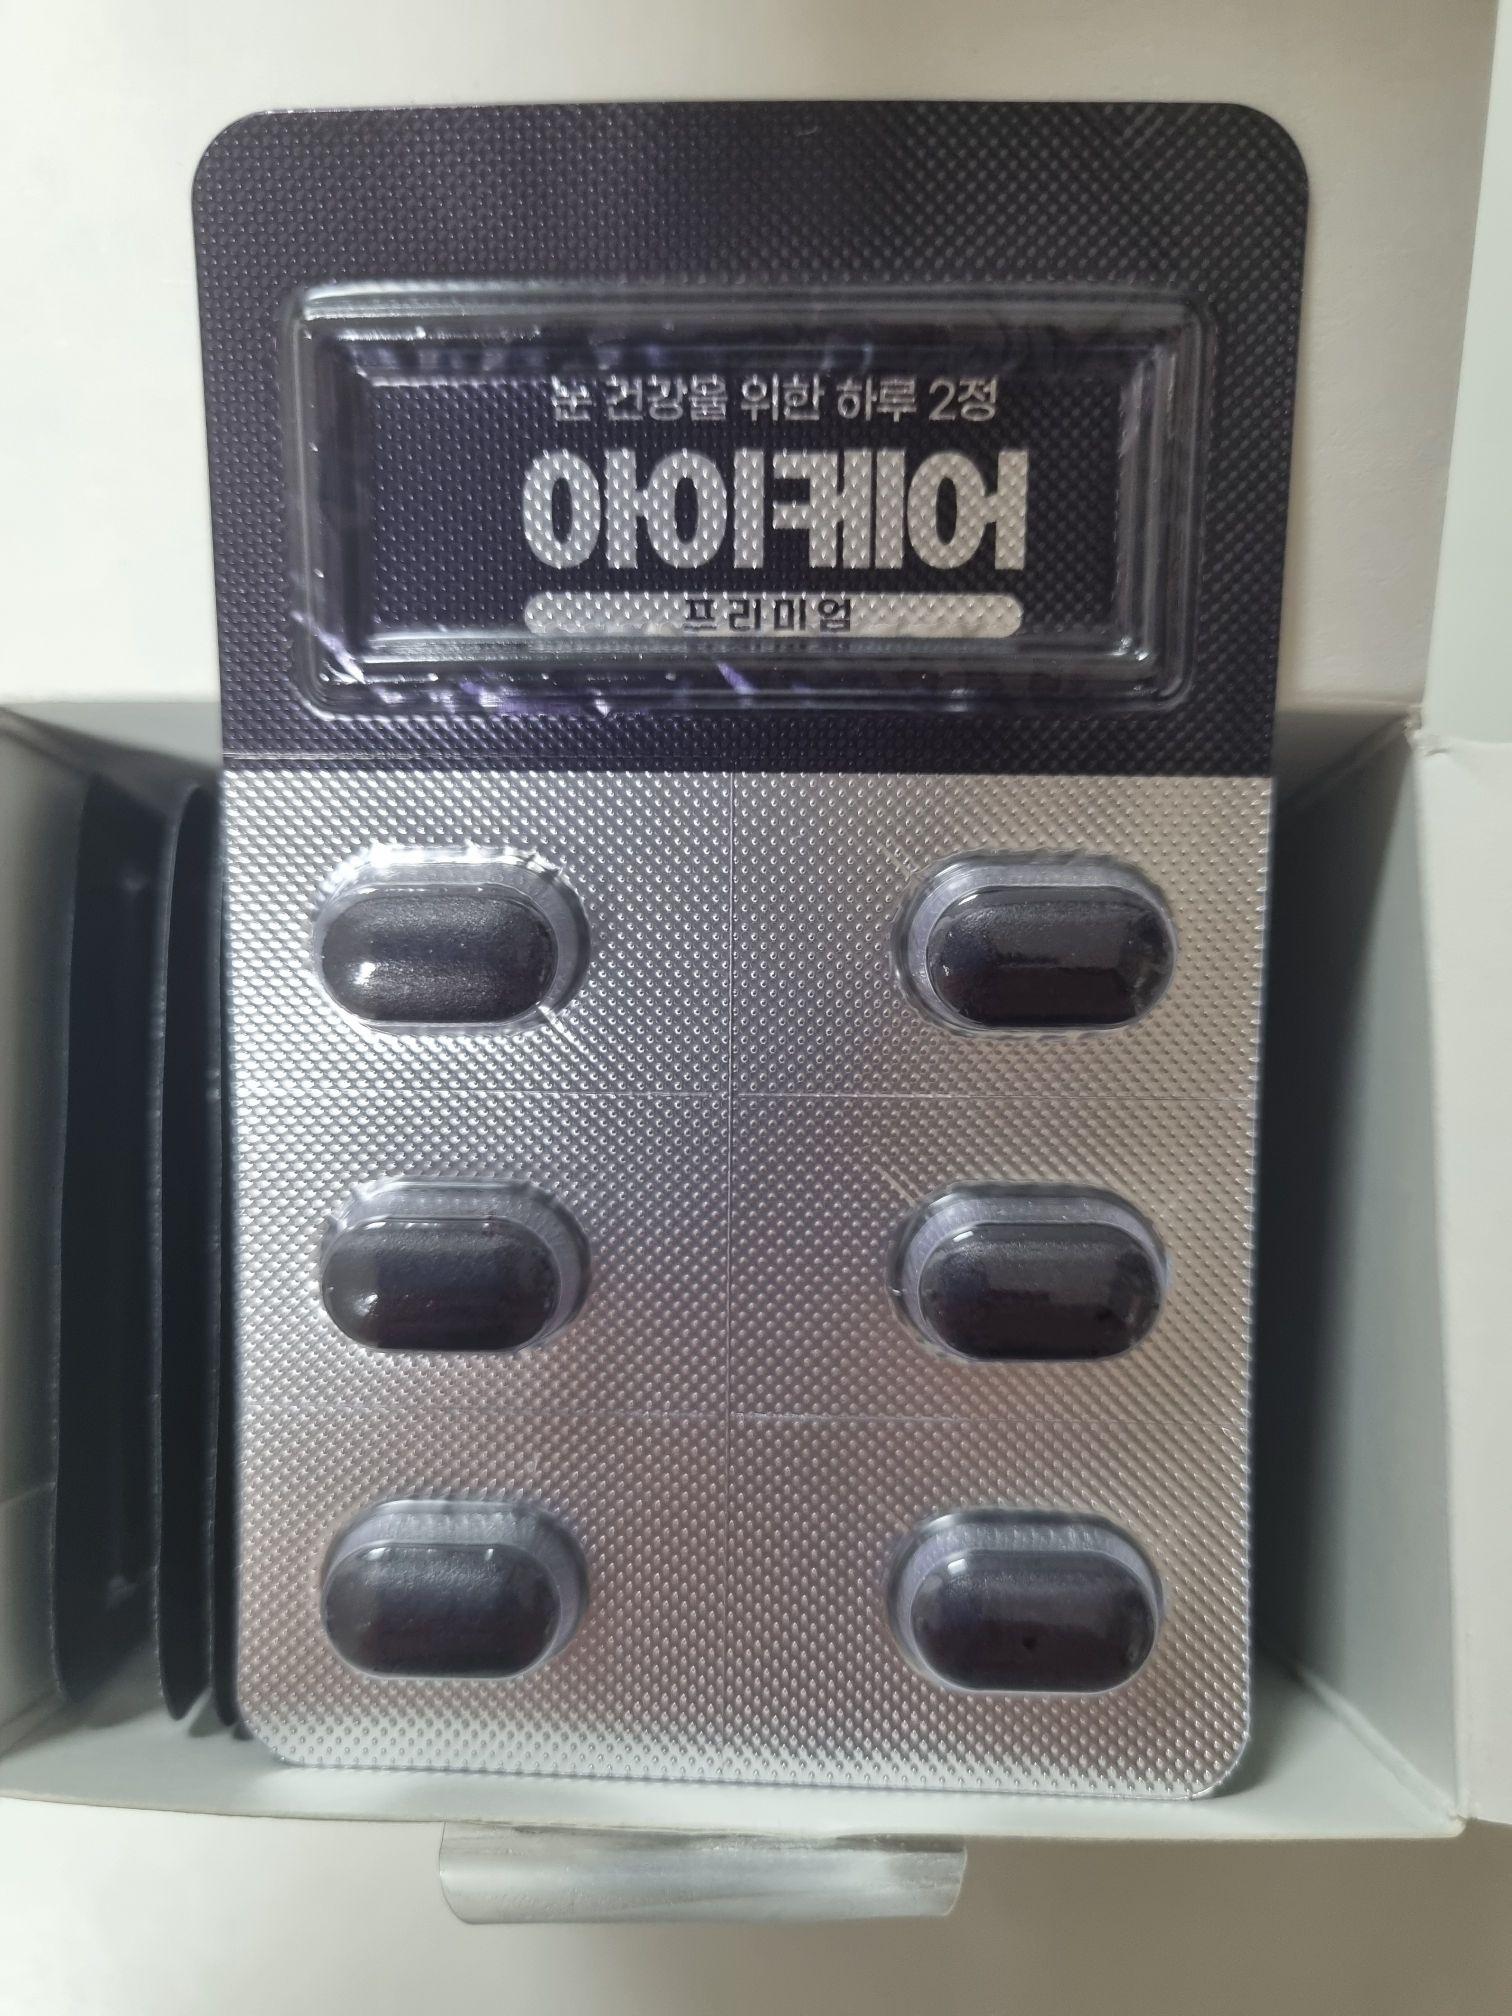 눈 건강을 위한 하루 2정
아이케어
프리미엄